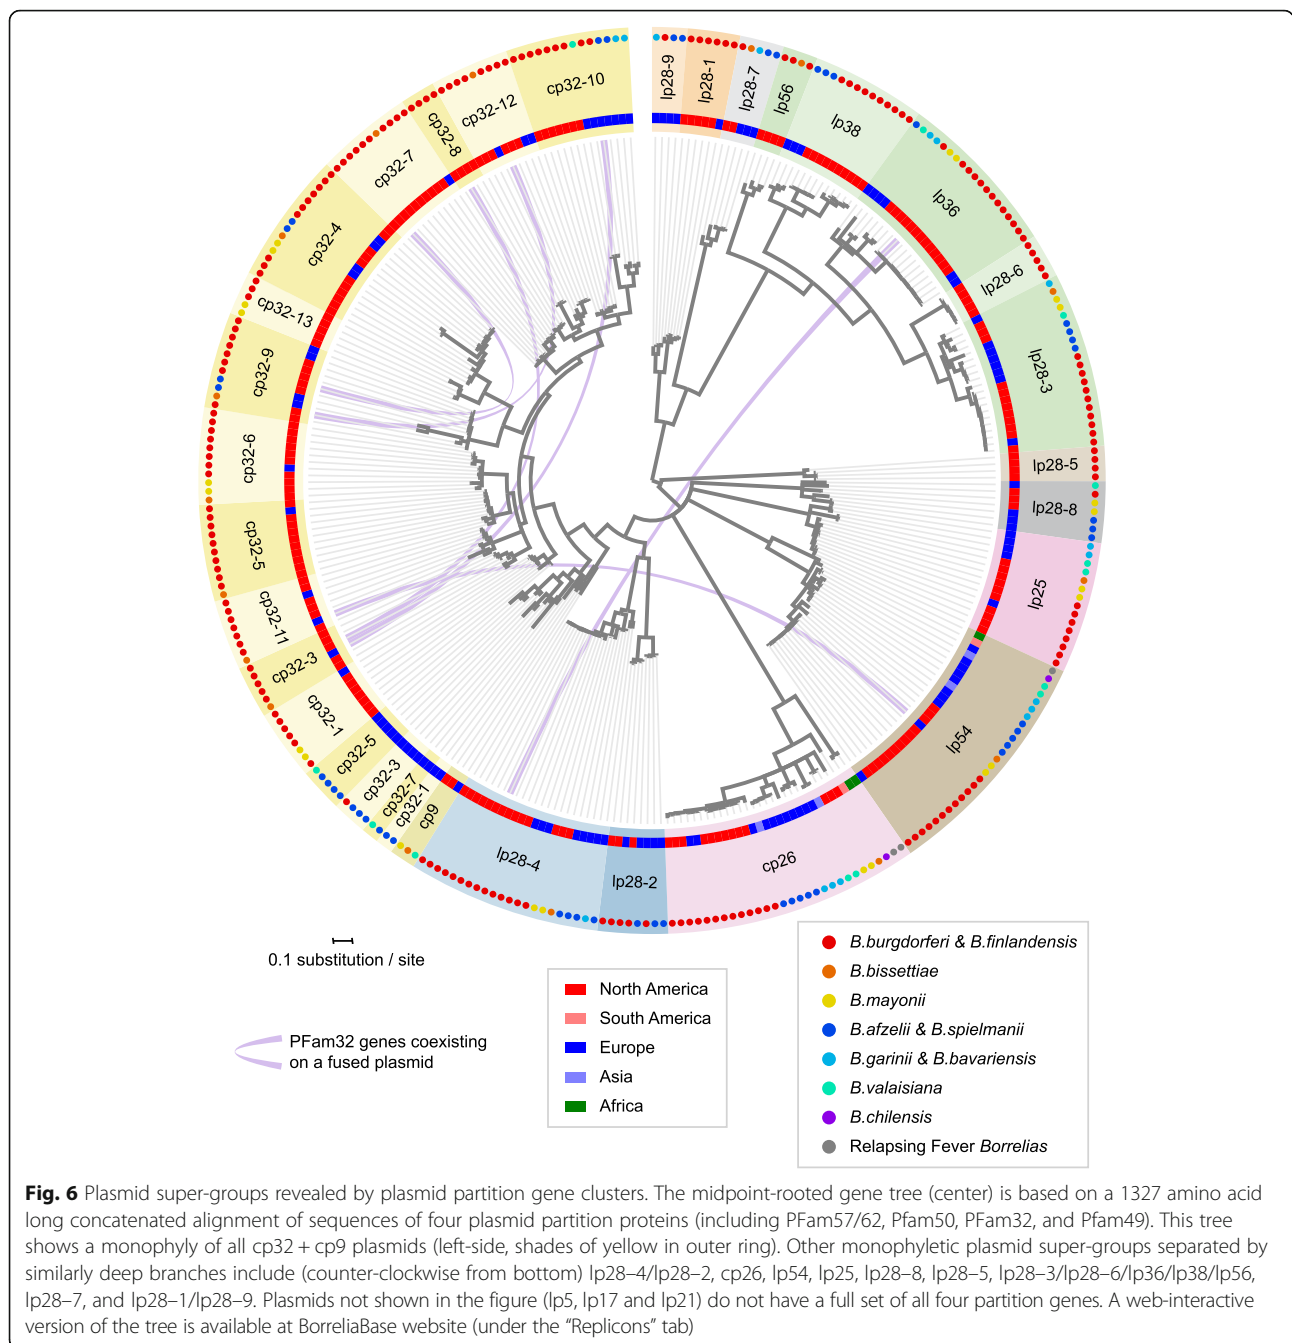 lp28-9
lp28-1
lp28-7
lp56
lp38
lp36
lp28-6
lp28-3
lp28-5
lp28-8
lp25
lp54
cp26
lp28-2
lp28-4
cp9
cp32-1
cp32-7
cp32-3
cp32-5
cp32-1
cp32-3
cp32-11
cp32-5
cp32-6
cp32-9
cp32-13
cp32-4
cp32-7
cp32-8
cp32-12
cp32-10
0.1 substitution / site
PFam32 genes coexisting
on a fused plasmid
North America
South America
Europe
Asia
Africa
B.burgdorferi & B.finlandensis
B.bissettiae
B.mayonii
B.afzelii & B.spielmanii
B.garinii & B.bavariensis
B.valaisiana
B.chilensis
Relapsing Fever Borrelias
Fig. 6 Plasmid super-groups revealed by plasmid partition gene clusters. The midpoint-rooted gene tree (center) is based on a 1327 amino acid
long concatenated alignment of sequences of four plasmid partition proteins (including PFam57/62, Pfam50, PFam32, and Pfam49). This tree
shows a monophyly of all cp32 + cp9 plasmids (left-side, shades of yellow in outer ring). Other monophyletic plasmid super-groups separated by
similarly deep branches include (counter-clockwise from bottom) lp28–4/lp28–2, cp26, lp54, lp25, lp28–8, lp28–5, lp28–3/lp28–6/lp36/lp38/lp56,
lp28–7, and lp28–1/lp28–9. Plasmids not shown in the figure (lp5, lp17 and lp21) do not have a full set of all four partition genes. A web-interactive
version of the tree is available at BorreliaBase website (under the “Replicons” tab)